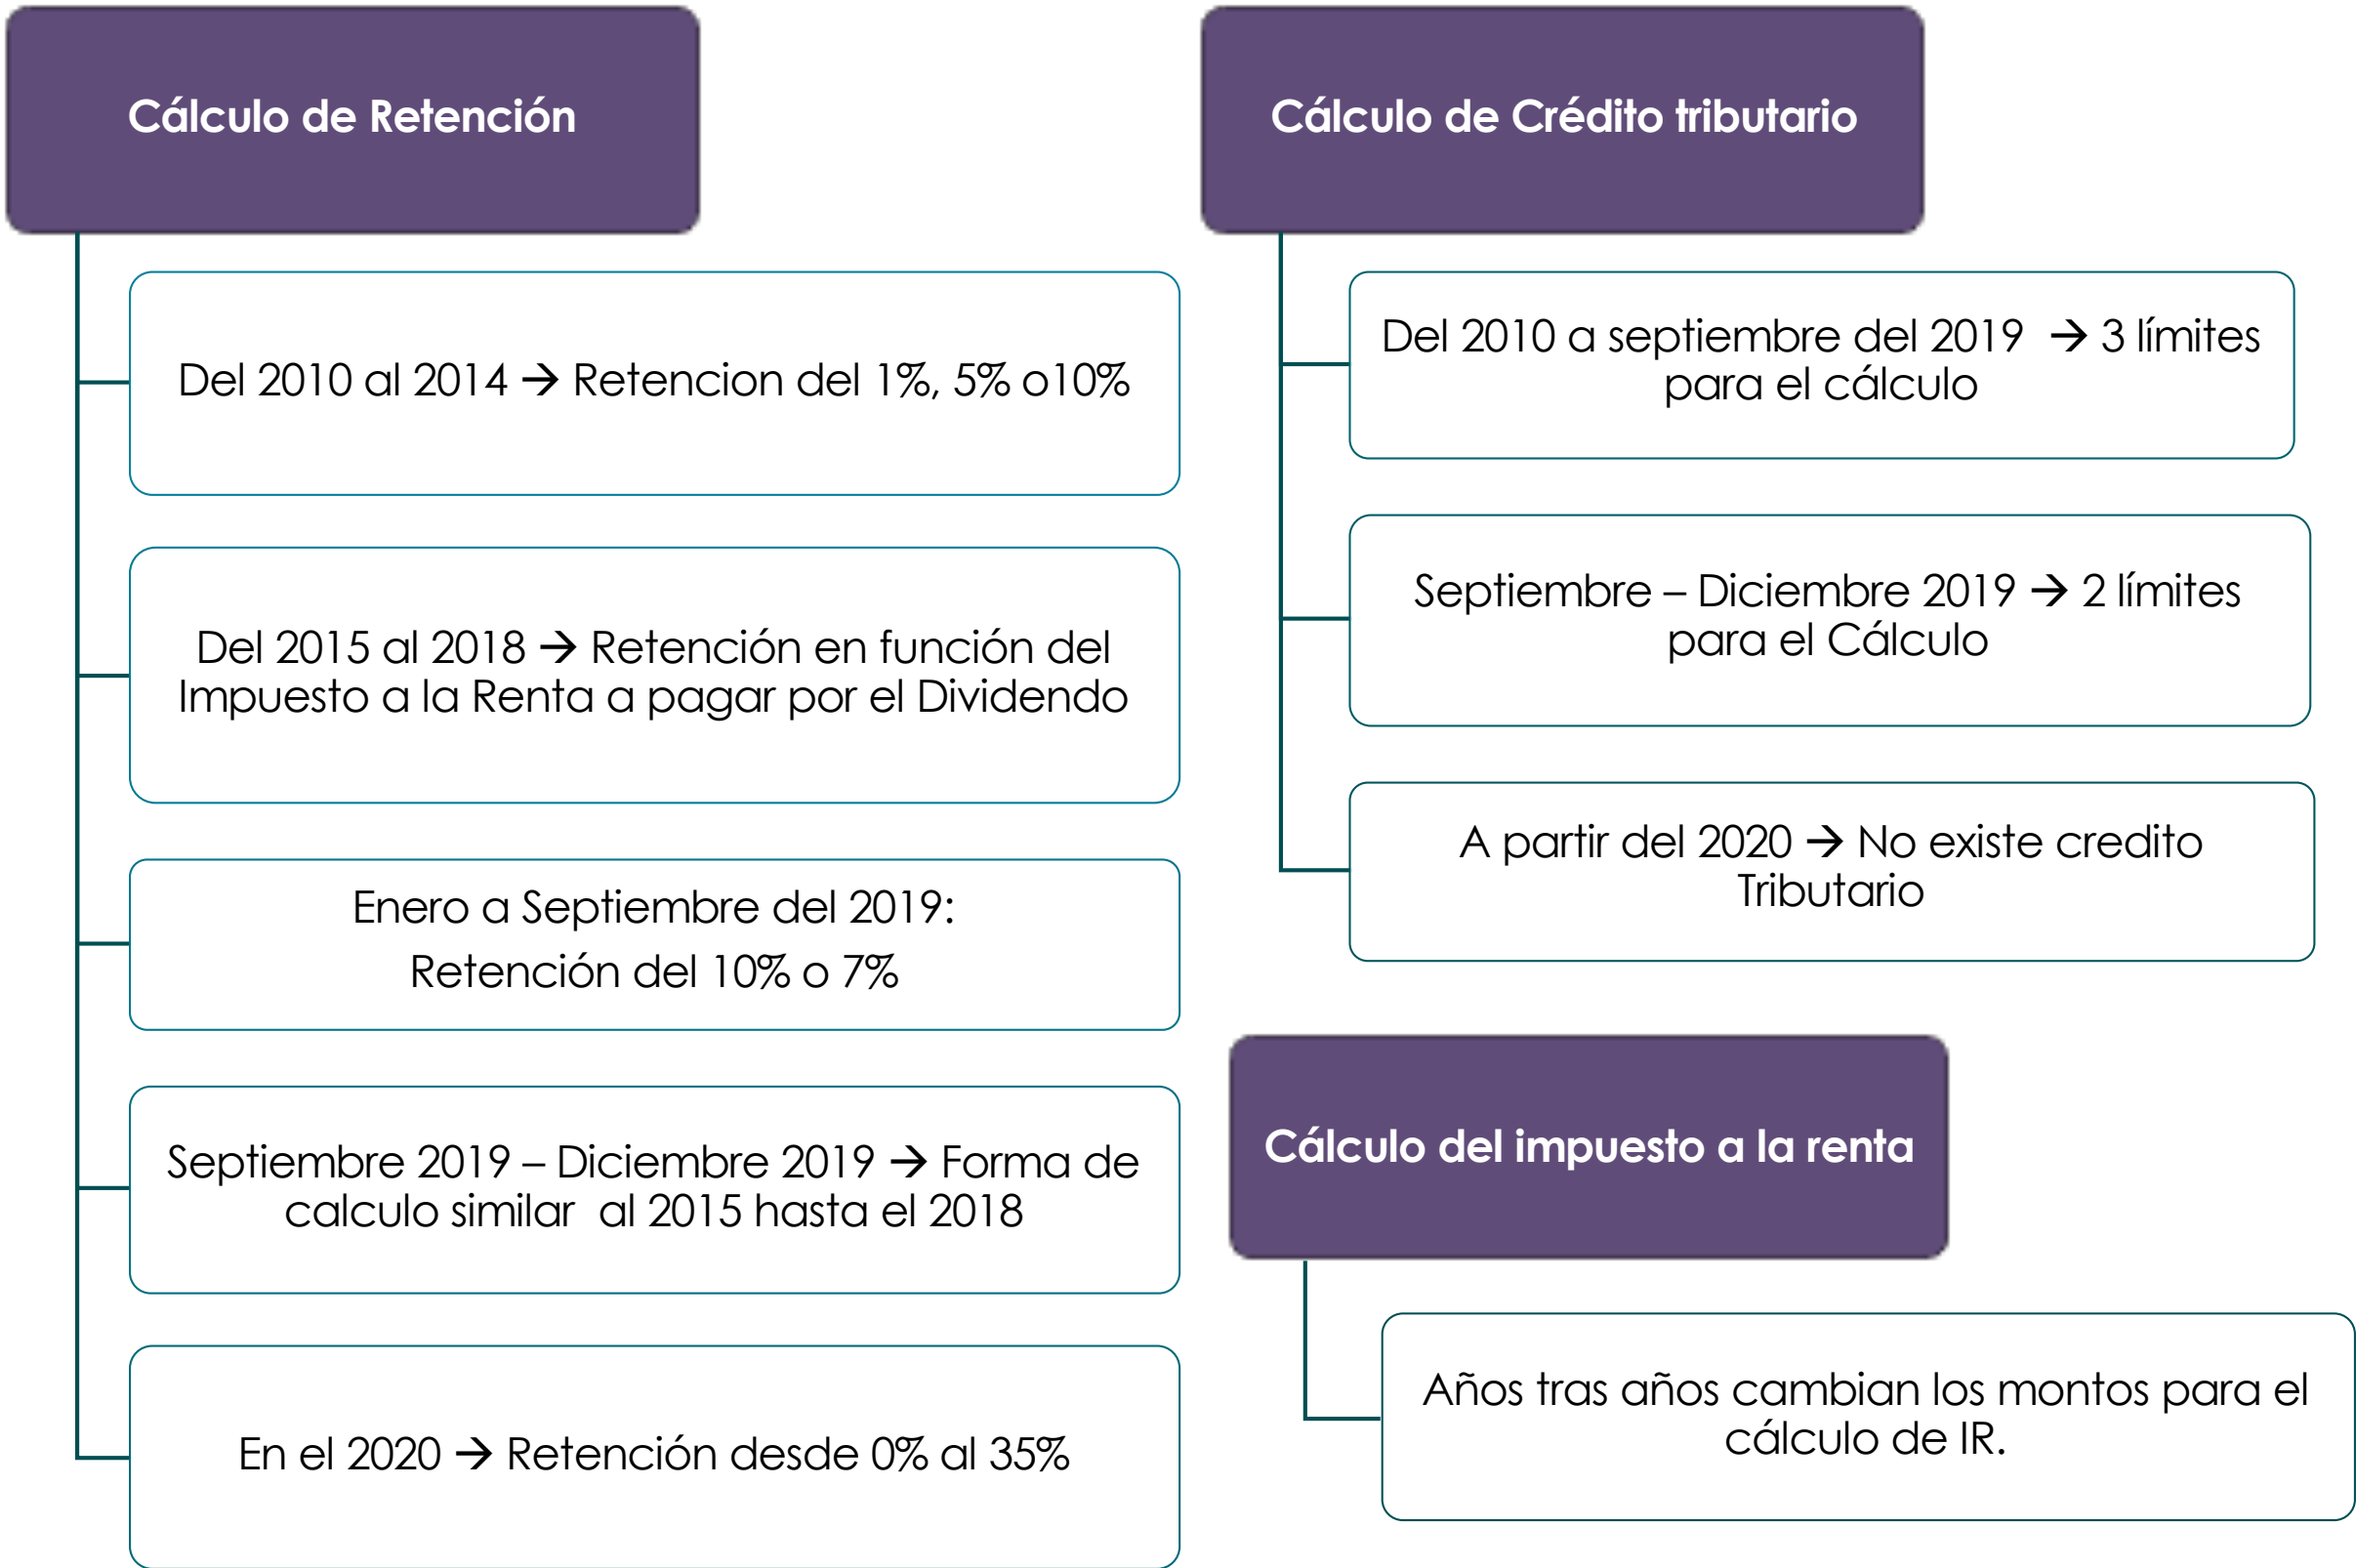 Cálculo de Retención
Del 2010 al 2014 → Retencion del 1%, 5% o10%
Del 2015 al 2018 → Retención en función del
Impuesto a la Renta a pagar por el Dividendo
Enero a Septiembre del 2019:
Retención del 10% o 7%
Septiembre 2019 – Diciembre 2019 → Forma de
calculo similar  al 2015 hasta el 2018
En el 2020 → Retención desde 0% al 35%
Cálculo de Crédito tributario
Del 2010 a septiembre del 2019  → 3 límites
para el cálculo
Septiembre – Diciembre 2019 → 2 límites
para el Cálculo
A partir del 2020 → No existe credito
Tributario
Cálculo del impuesto a la renta
Años tras años cambian los montos para el
cálculo de IR.